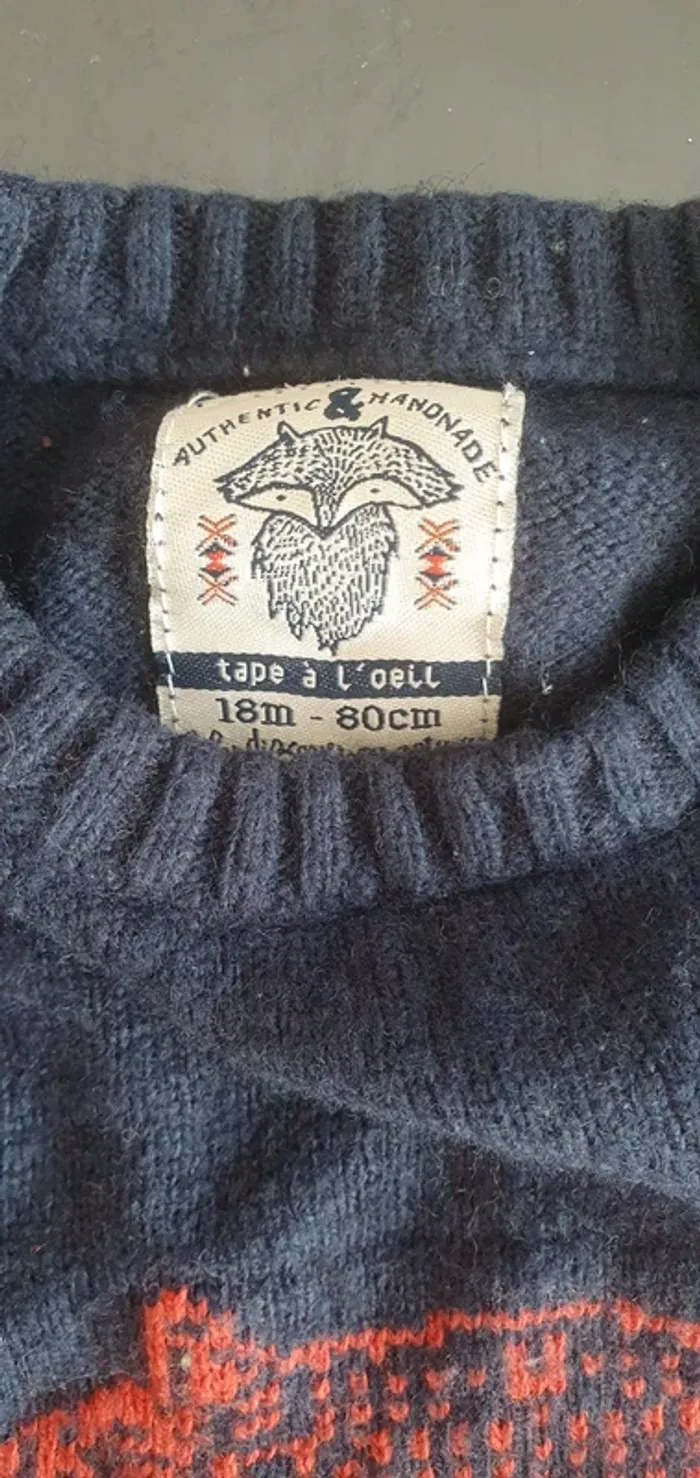 AUTHENTIC & HANDMADE
tape à l'oeil
18m - 80cm